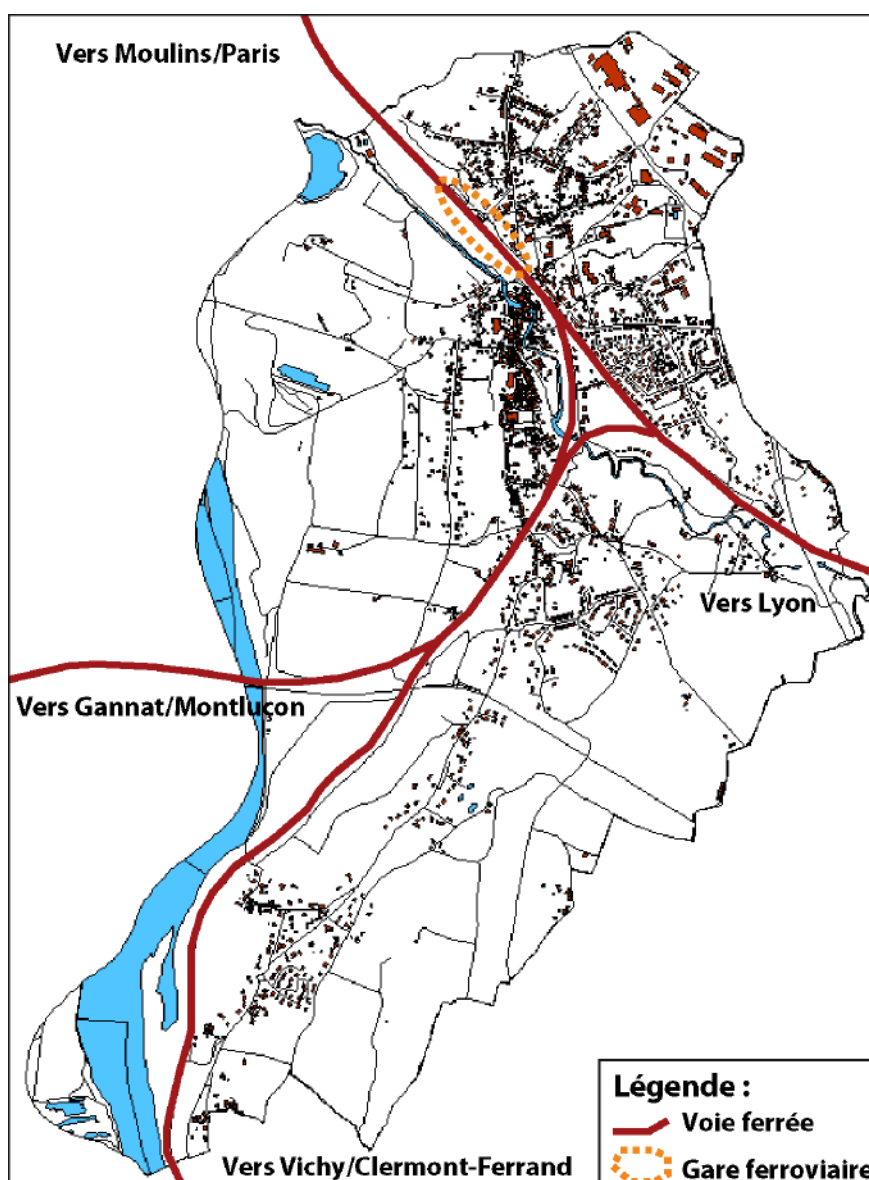 Vers Moulins/Paris
Vers Lyon
Vers Gannat/Montluçon
Vers Vichy/Clermont-Ferrand
Légende :
Voie ferrée
Gare ferroviaire